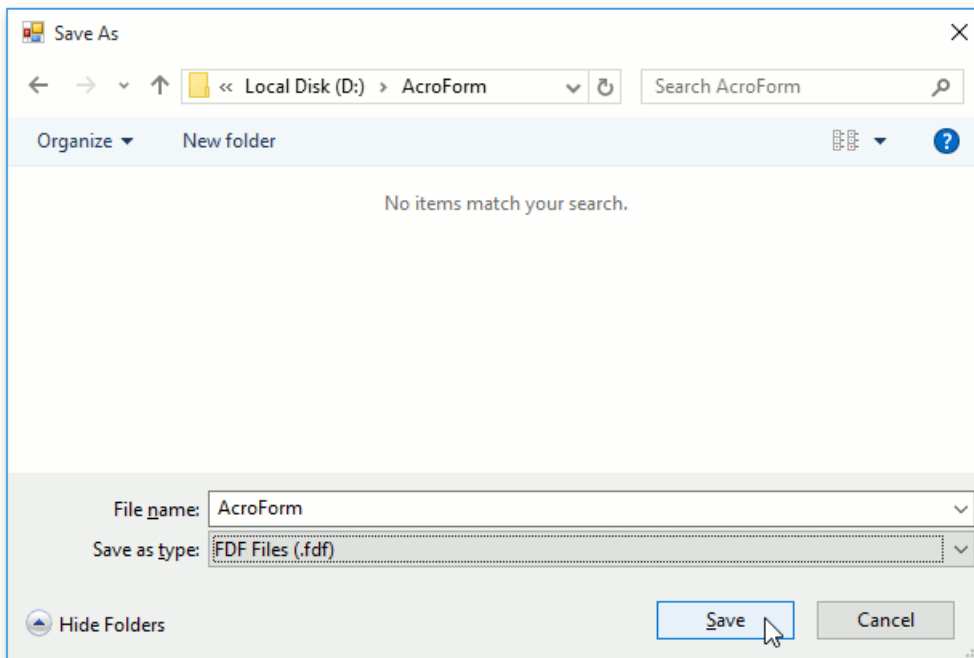 Save As
« Local Disk (D:) › AcroForm Search AcroForm
Organize New folder ?
No items match your search.
File name: AcroForm
Save as type: FDF Files (.fdf)
Hide Folders Save Cancel